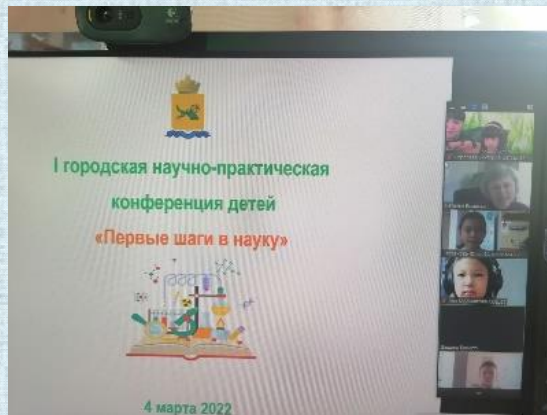 I городская научно-практическая
конференция детей
«Первые шаги в науку»
4 марта 2022